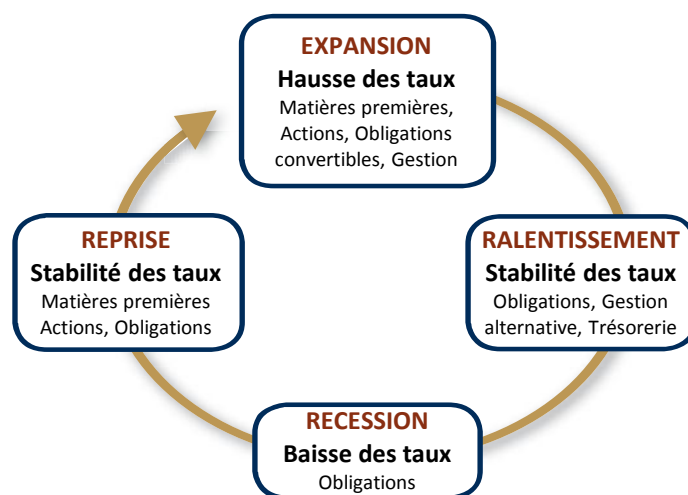 EXPANSION
Hausse des taux
Matières premières,
Actions, Obligations
convertibles, Gestion
REPRISE
Stabilité des taux
Matières premières
Actions, Obligations
RALENTISSEMENT
Stabilité des taux
Obligations, Gestion
alternative, Trésorerie
RECESSION
Baisse des taux
Obligations